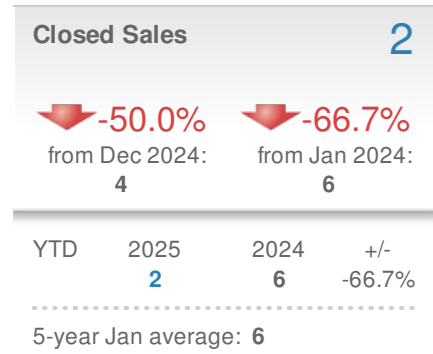 Closed Sales 2
-50.0% -66.7%
from Dec 2024: from Jan 2024:
4 6
YTD 2025 2024 +/-
2 6 -66.7%
5-year Jan average: 6